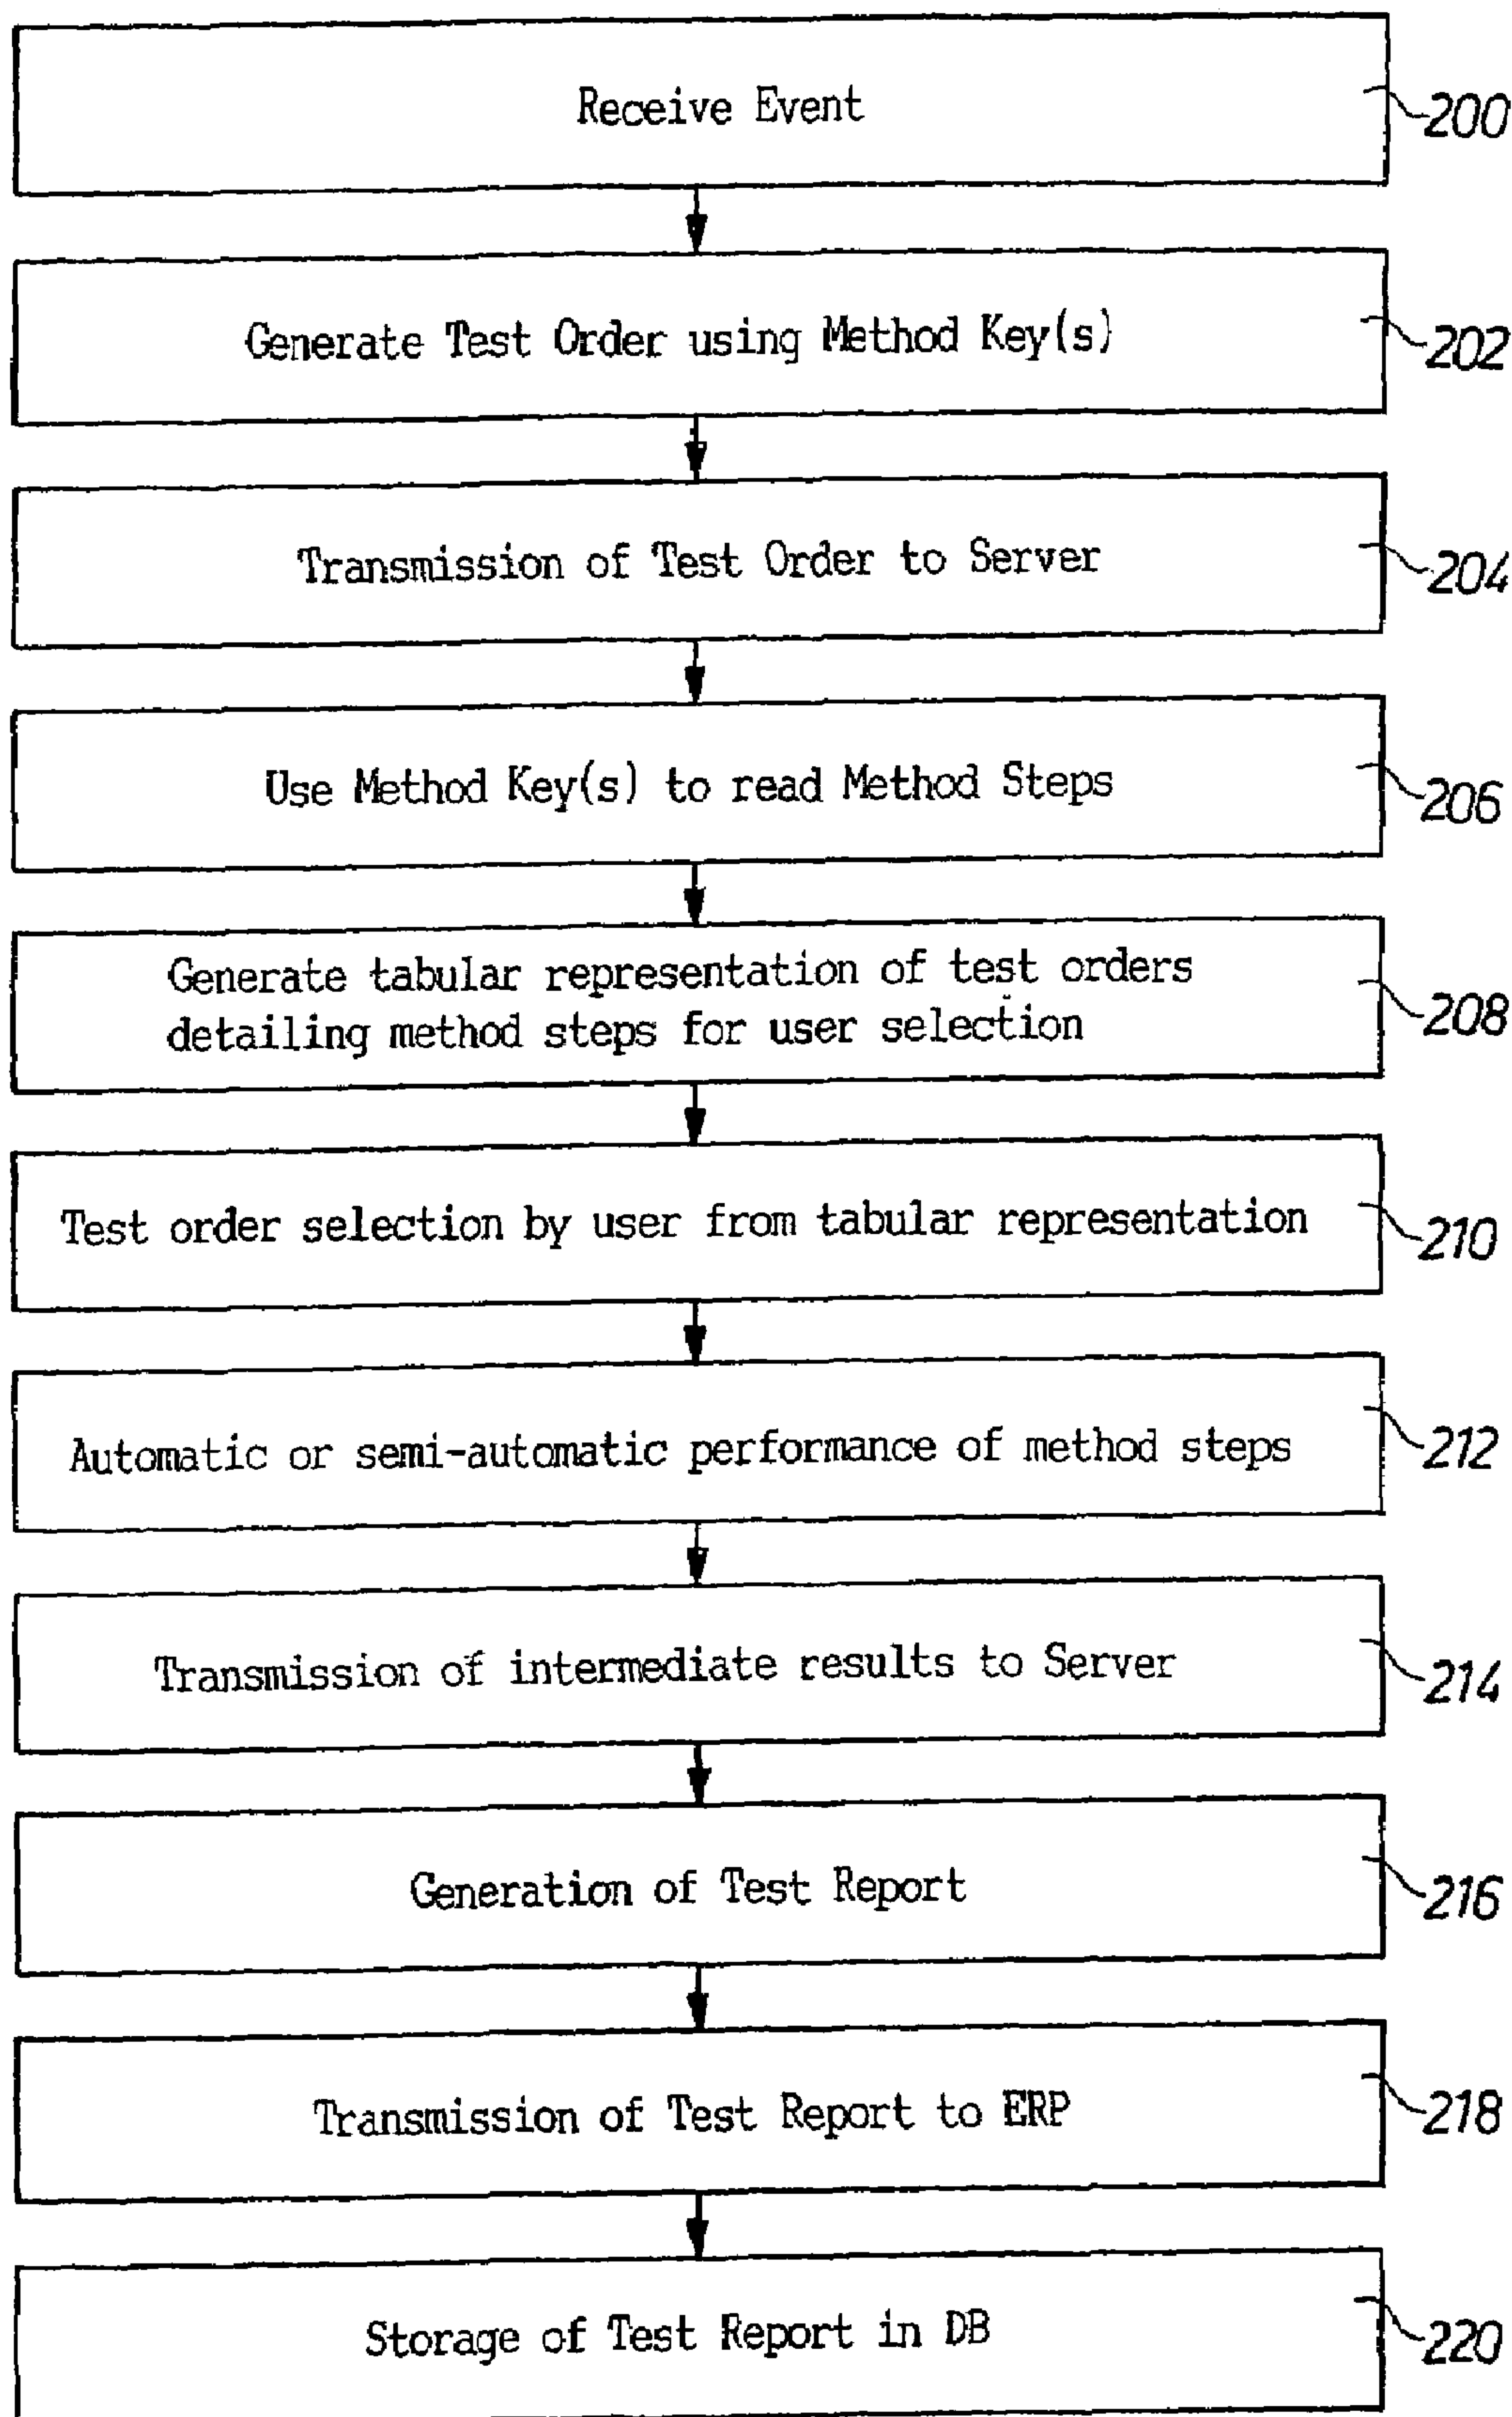 Receive Event
200
Generate Test Order using Method Key(s)
202
Transmission of Test Order to Server
204
Use Method Key(s) to read Method Steps
206
Generate tabular representation of test orders
detailing method steps for user selection
208
Test order selection by user from tabular representation
210
Automatic or semi-automatic performance of method steps
212
Transmission of intermediate results to Server
214
Generation of Test Report
216
Transmission of Test Report to ERP
218
Storage of Test Report in DB
220